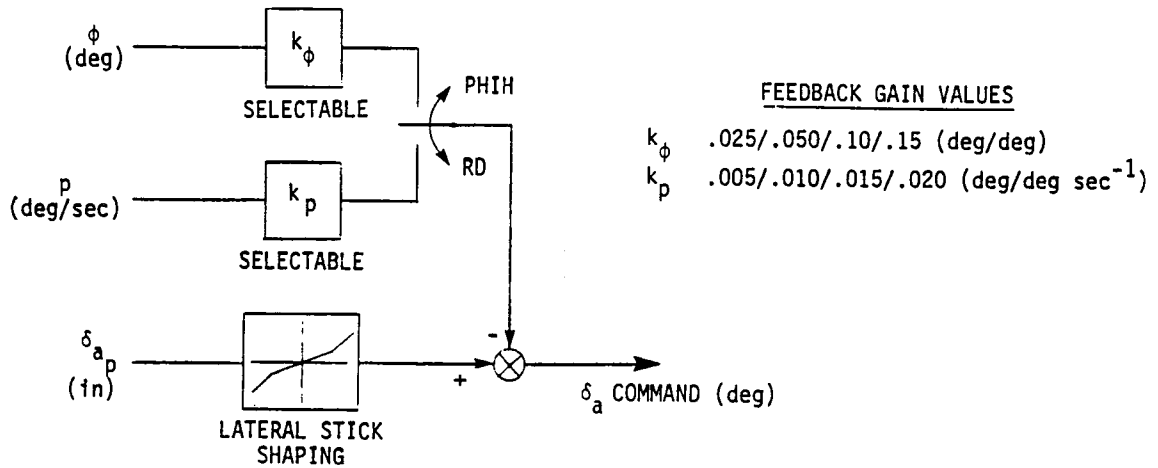 ϕ
(deg)
k_ϕ
SELECTABLE
PHIH
RD
p
(deg/sec)
k_p
SELECTABLE
FEEDBACK GAIN VALUES
k_ϕ .025/.050/.10/.15 (deg/deg)
k_p .005/.010/.015/.020 (deg/deg sec⁻¹)
δ_a_p
(in)
LATERAL STICK
SHAPING
-
+
δ_a COMMAND (deg)